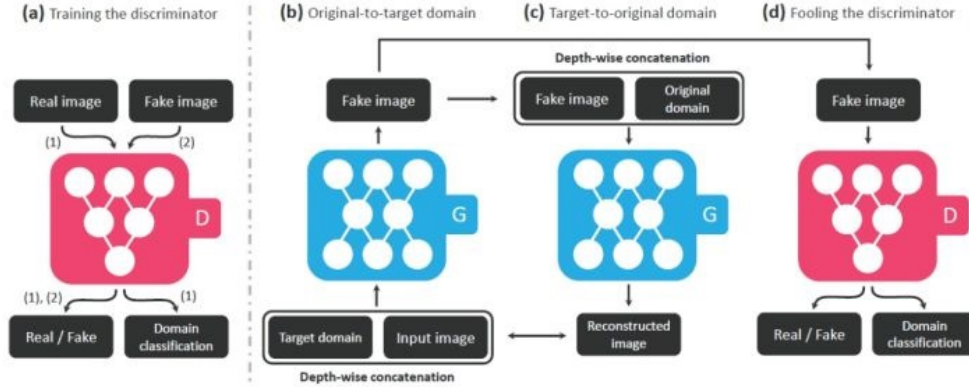 (a) Training the discriminator
(b) Original-to-target domain
(c) Target-to-original domain
(d) Fooling the discriminator
Real image
Fake image
(1)
(2)
D
(1), (2)
(1)
Real / Fake
Domain
classification
Fake image
G
Target domain
Input image
Depth-wise concatenation
Depth-wise concatenation
Fake image
Original
domain
G
Reconstructed
image
Fake image
D
Real / Fake
Domain
classification